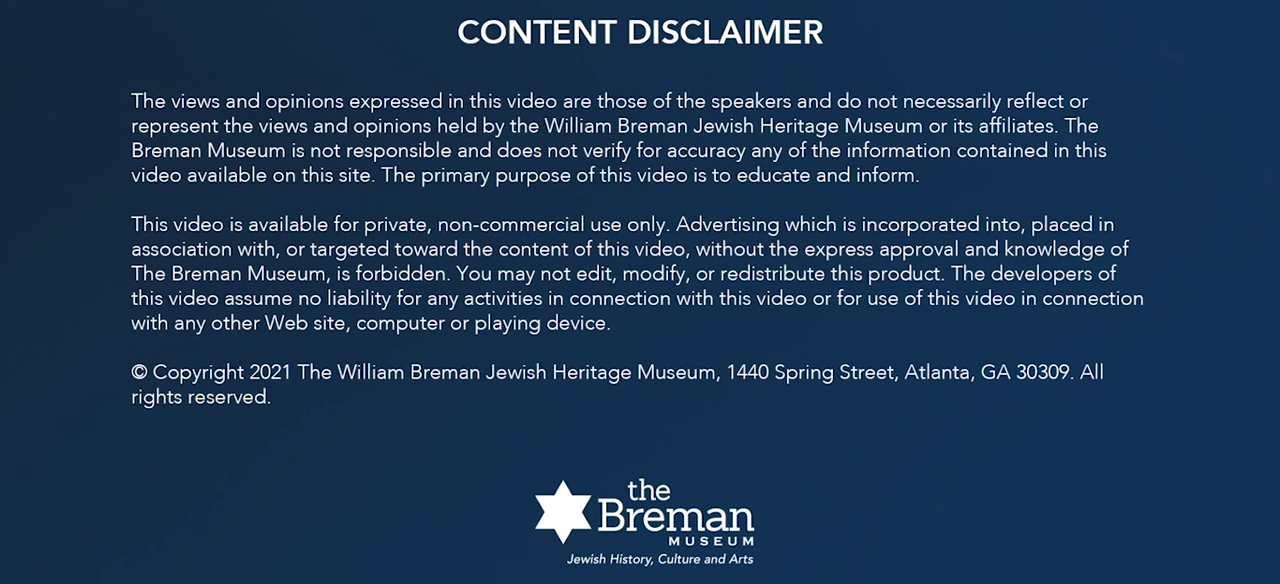 CONTENT DISCLAIMER
The views and opinions expressed in this video are those of the speakers and do not necessarily reflect or
represent the views and opinions held by the William Breman Jewish Heritage Museum or its affiliates. The
Breman Museum is not responsible and does not verify for accuracy any of the information contained in this
video available on this site. The primary purpose of this video is to educate and inform.
This video is available for private, non-commercial use only. Advertising which is incorporated into, placed in
association with, or targeted toward the content of this video, without the express approval and knowledge of
The Breman Museum, is forbidden. You may not edit, modify, or redistribute this product. The developers of
this video assume no liability for any activities in connection with this video or for use of this video in connection
with any other Web site, computer or playing device.
© Copyright 2021 The William Breman Jewish Heritage Museum, 1440 Spring Street, Atlanta, GA 30309. All
rights reserved.
the
Breman
MUSEUM
Jewish History, Culture and Arts